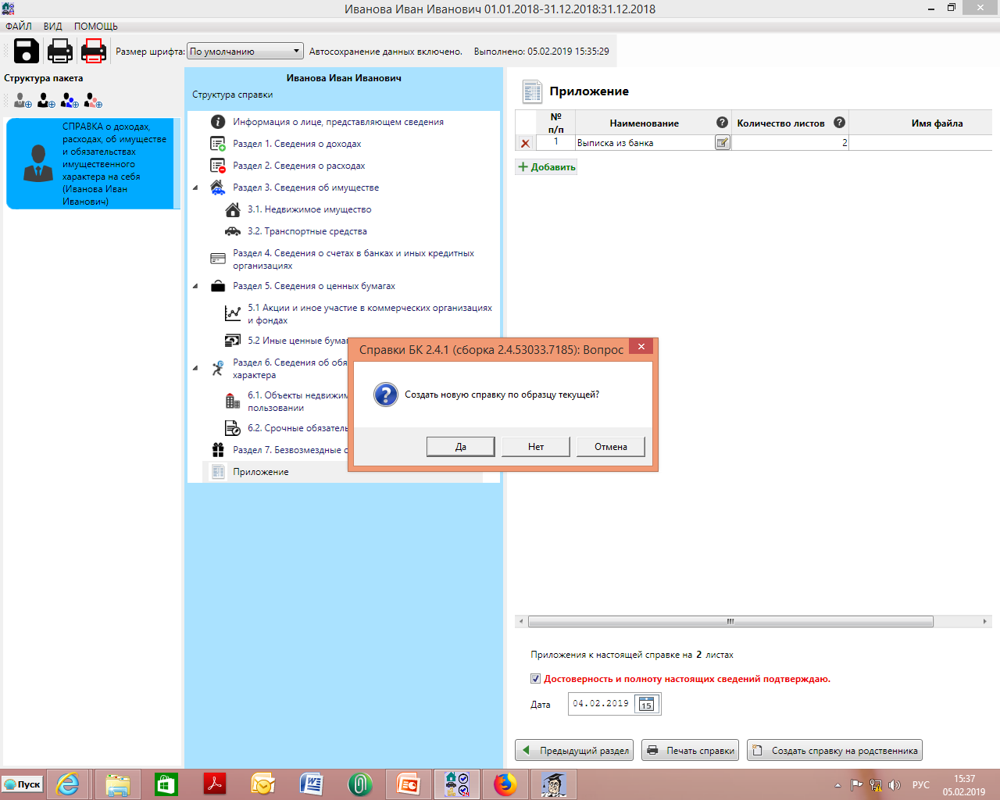 Иванова Иван Иванович 01.01.2018-31.12.2018:31.12.2018
ФАЙЛ ВИД ПОМОЩЬ
Размер шрифта: По умолчанию Автосохранение данных включено. Выполнено: 05.02.2019 15:35:29
Структура пакета
СПРАВКА о доходах,
расходах, об имуществе
и обязательствах
имущественного
характера на себя
(Иванова Иван
Иванович)
Иванова Иван Иванович
Структура справки
Информация о лице, представляющем сведения
Раздел 1. Сведения о доходах
Раздел 2. Сведения о расходах
Раздел 3. Сведения об имуществе
3.1. Недвижимое имущество
3.2. Транспортные средства
Раздел 4. Сведения о счетах в банках и иных кредитных
организациях
Раздел 5. Сведения о ценных бумагах
5.1 Акции и иное участие в коммерческих организациях
и фондах
5.2 Иные ценные бумаг
Раздел 6. Сведения об обя
характера
6.1. Объекты недвижим
пользовании
6.2. Срочные обязатель
Раздел 7. Безвозмездные с
Приложение
Приложение
№
п/п
Наименование ? Количество листов ? Имя файла
1 Выписка из банка 2
Добавить
Справки БК 2.4.1 (сборка 2.4.53033.7185): Вопрос
Создать новую справку по образцу текущей?
Да Нет Отмена
Приложения к настоящей справке на 2 листах
Достоверность и полноту настоящих сведений подтверждаю.
Дата 04.02.2019 15
Предыдущий раздел Печать справки Создать справку на родственника
Пуск
РУС
15:37
05.02.2019